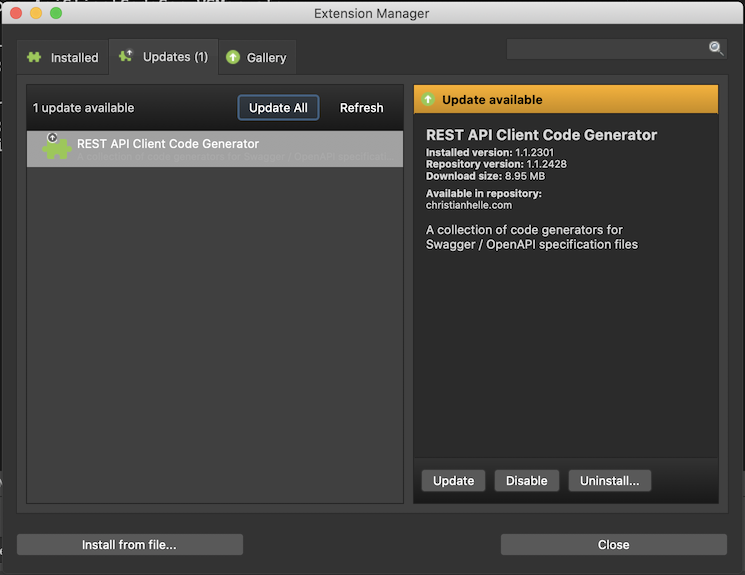 Extension Manager
Installed
Updates (1)
Gallery
1 update available
Update All
Refresh
REST API Client Code Generator
A collection of code generators for Swagger / OpenAPI specificati...
Update available
REST API Client Code Generator
Installed version: 1.1.2301
Repository version: 1.1.2428
Download size: 8.95 MB
Available in repository:
christianhelle.com
A collection of code generators for
Swagger / OpenAPI specification files
Update
Disable
Uninstall...
Install from file...
Close